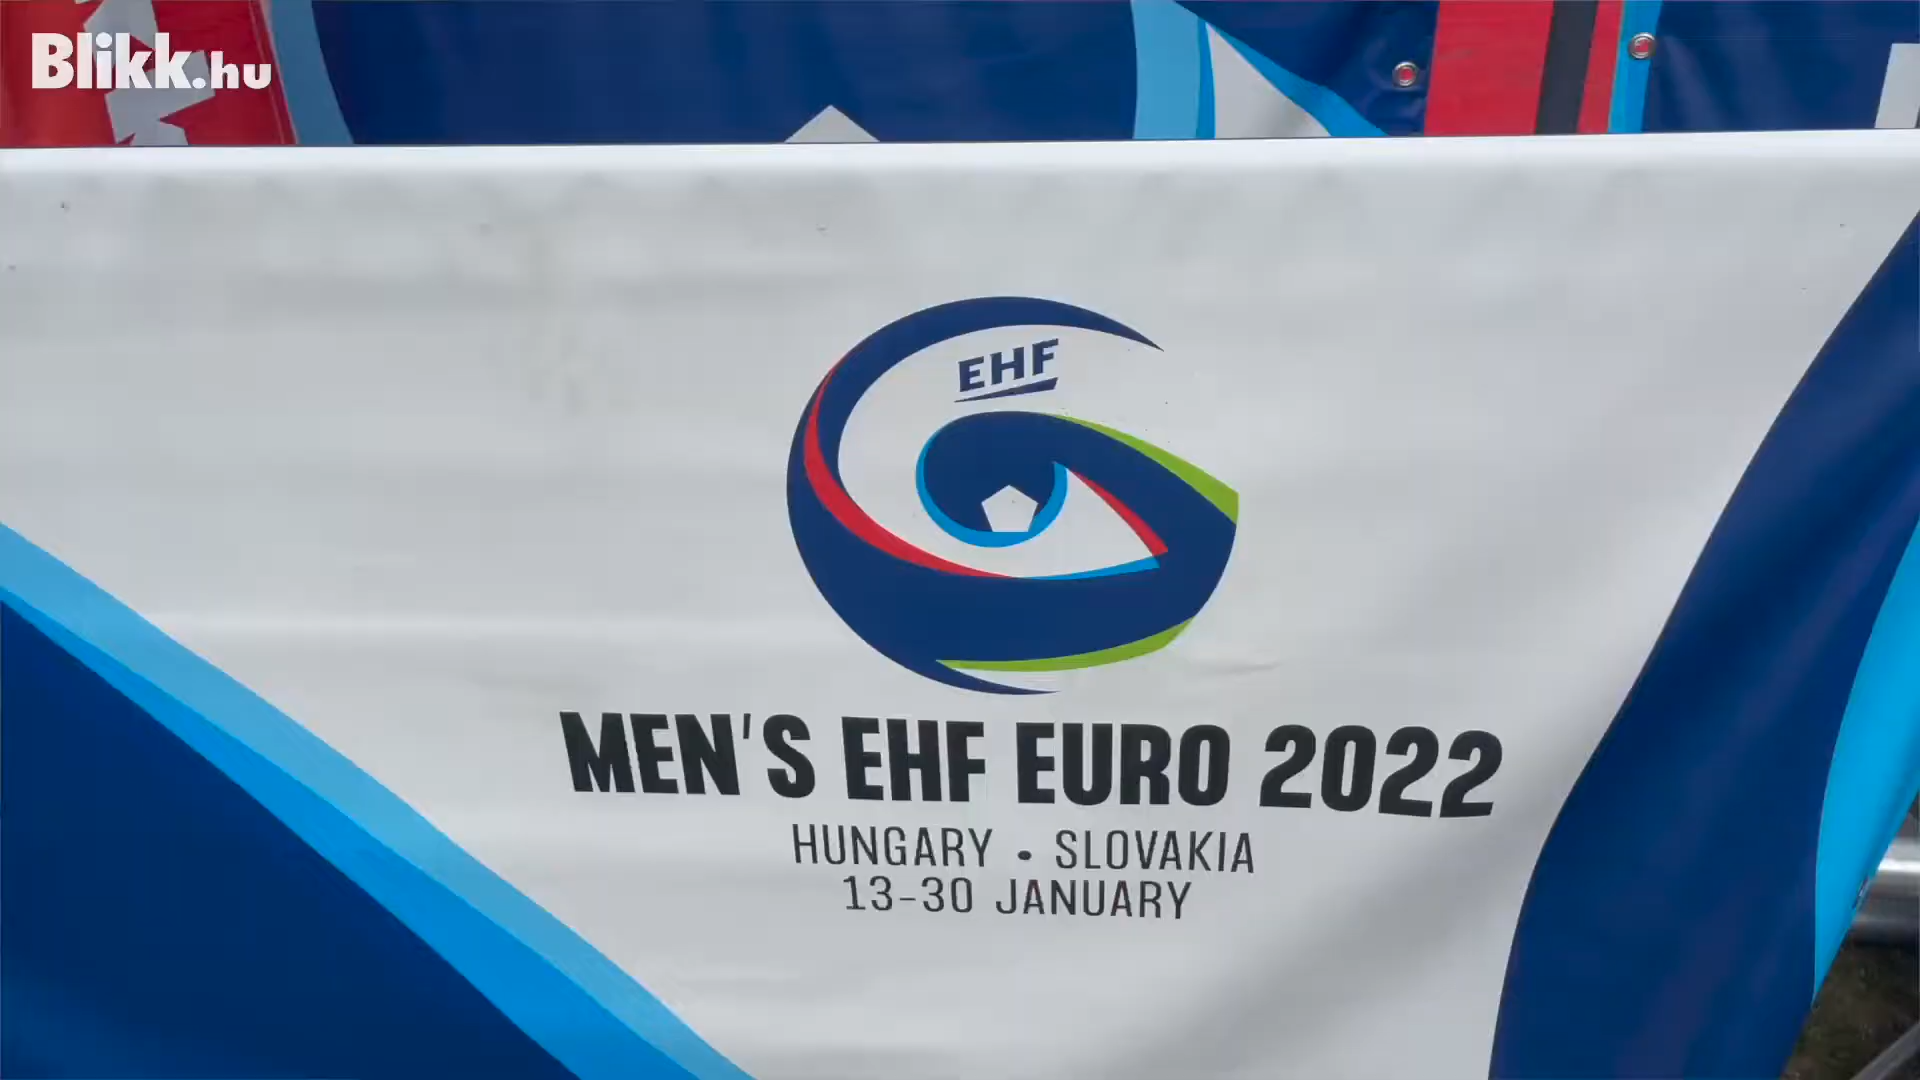 Blikk.hu
EHF
MEN'S EHF EURO 2022
HUNGARY • SLOVAKIA
13-30 JANUARY